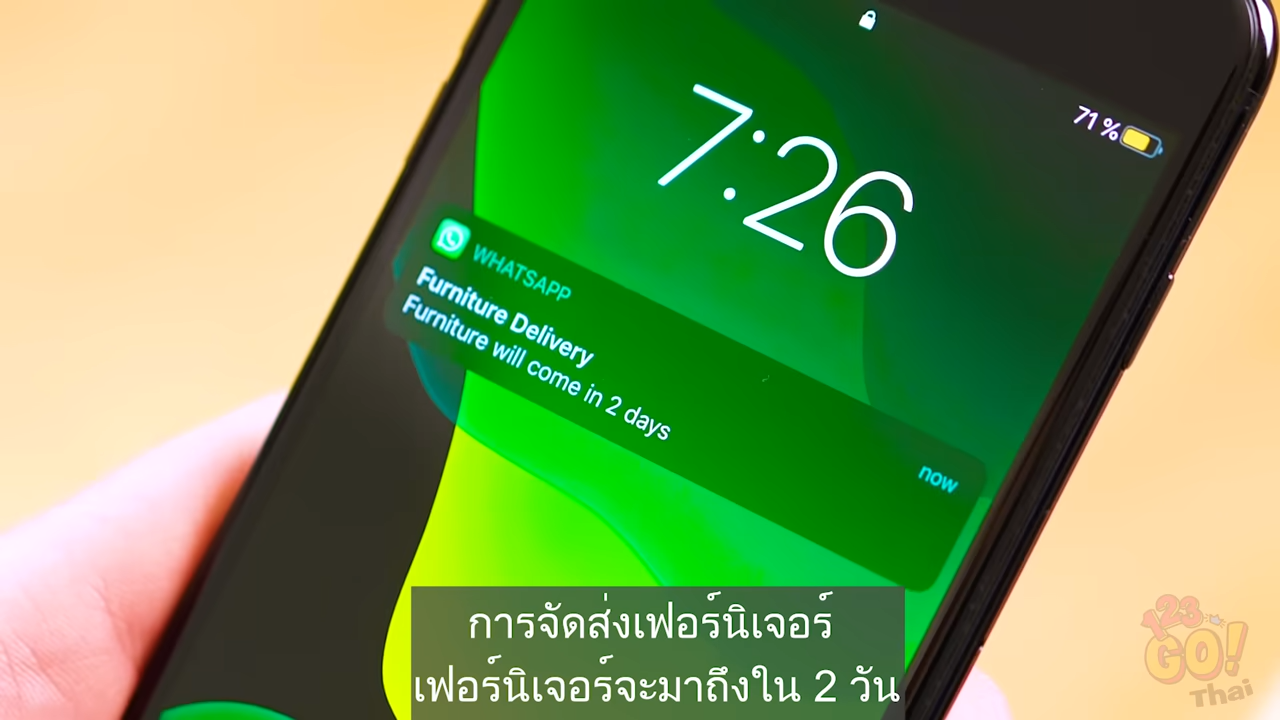 71 %
7:26
WHATSAPP
Furniture Delivery
Furniture will come in 2 days
now
การจัดส่งเฟอร์นิเจอร์
เฟอร์นิเจอร์จะมาถึงใน 2 วัน
123
GO!
Thai